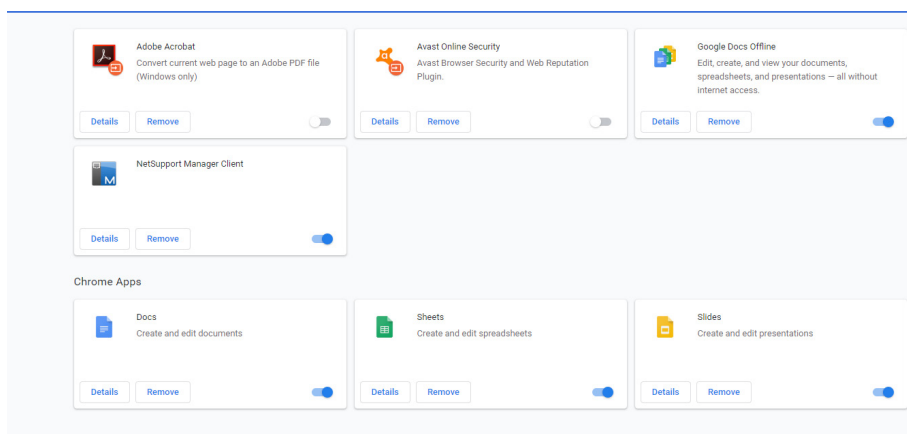 Adobe Acrobat
Convert current web page to an Adobe PDF file
(Windows only)
Details Remove
Avast Online Security
Avast Browser Security and Web Reputation
Plugin.
Details Remove
Google Docs Offline
Edit, create, and view your documents,
spreadsheets, and presentations — all without
internet access.
Details Remove
NetSupport Manager Client
M
Details Remove
Chrome Apps
Docs
Create and edit documents
Details Remove
Sheets
Create and edit spreadsheets
Details Remove
Slides
Create and edit presentations
Details Remove